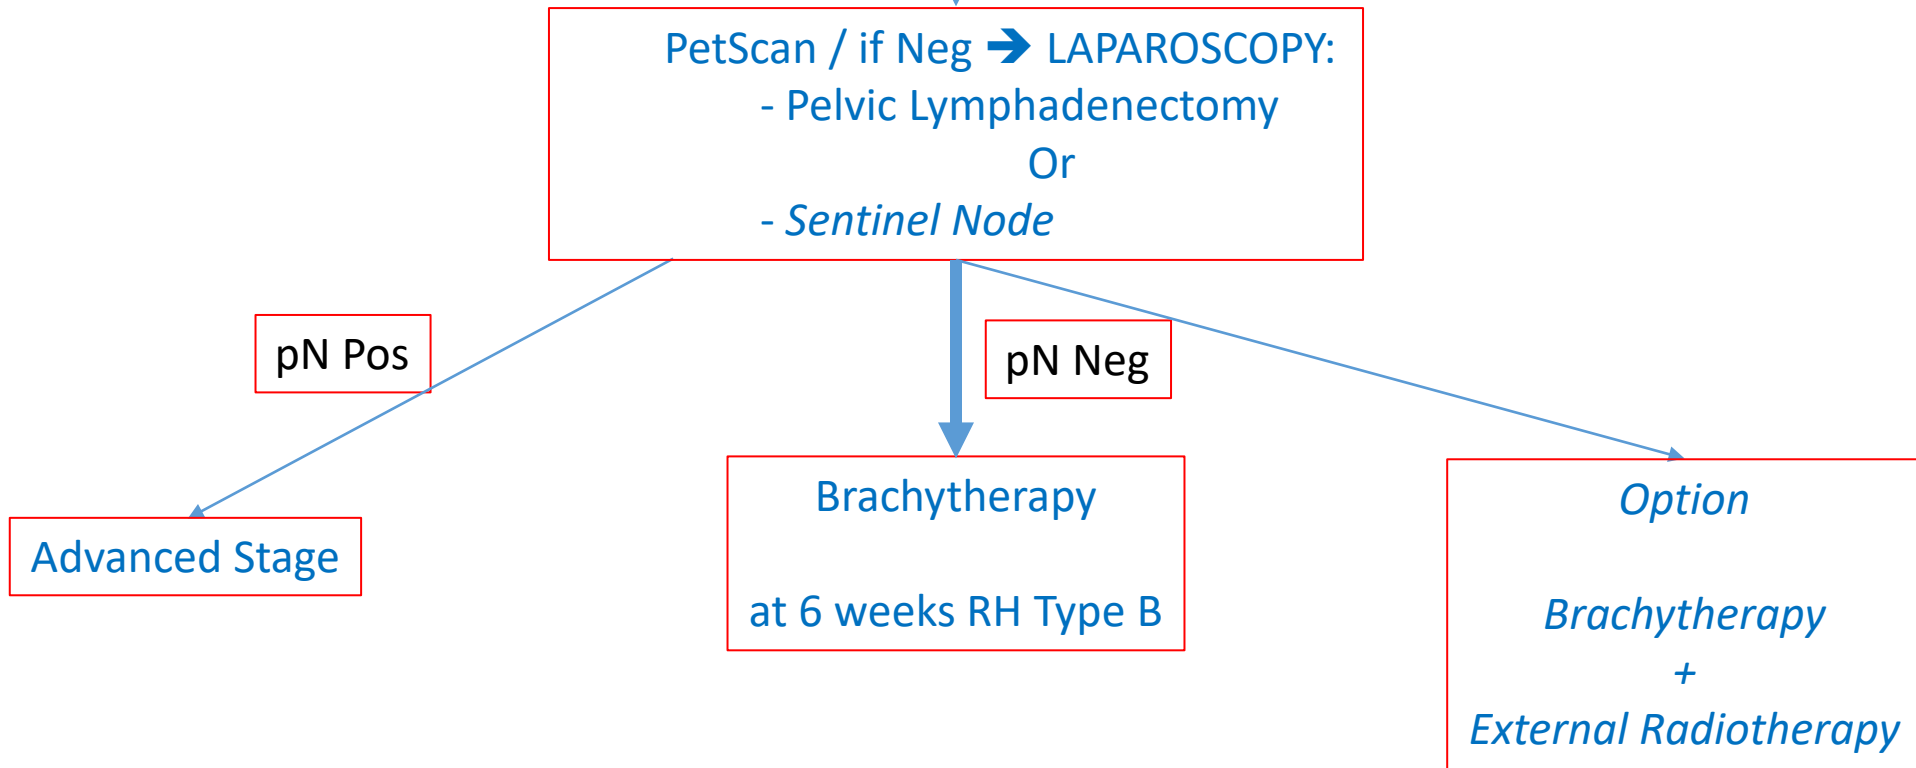 PetScan / if Neg ➔ LAPAROSCOPY:
- Pelvic Lymphadenectomy
Or
- Sentinel Node
pN Pos
pN Neg
Advanced Stage
Brachytherapy
at 6 weeks RH Type B
Option
Brachytherapy
+
External Radiotherapy